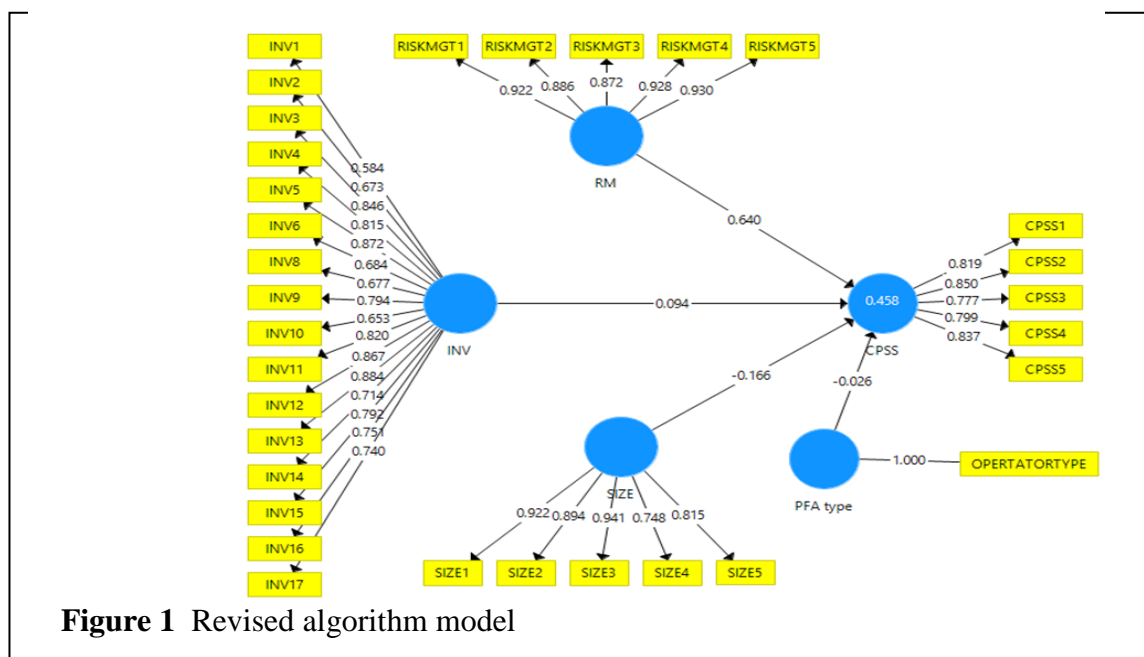 INV1
INV2
INV3
INV4
INV5
INV6
INV8
INV9
INV10
INV11
INV12
INV13
INV14
INV15
INV16
INV17
0.584
0.673
0.846
0.815
0.872
0.684
0.677
0.794
0.653
0.820
0.867
0.884
0.714
0.792
0.751
0.740
INV
RISKMGT1 RISKMGT2 RISKMGT3 RISKMGT4 RISKMGT5
0.922 0.886 0.872 0.928 0.930
RM
0.640
0.094
-0.166
-0.026
0.458
CPSS
0.819
0.850
0.777
0.799
0.837
CPSS1
CPSS2
CPSS3
CPSS4
CPSS5
SIZE
0.922 0.894 0.941 0.748 0.815
SIZE1 SIZE2 SIZE3 SIZE4 SIZE5
PFA type
1.000
OPERTATORTYPE
Figure 1 Revised algorithm model